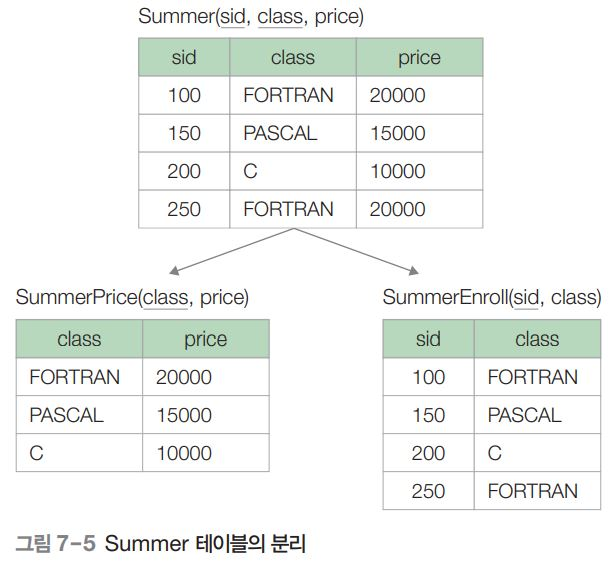 Summer(sid, class, price)
sid class price
100 FORTRAN 20000
150 PASCAL 15000
200 C 10000
250 FORTRAN 20000
SummerPrice(class, price)
class price
FORTRAN 20000
PASCAL 15000
C 10000
SummerEnroll(sid, class)
sid class
100 FORTRAN
150 PASCAL
200 C
250 FORTRAN
그림 7-5 Summer 테이블의 분리